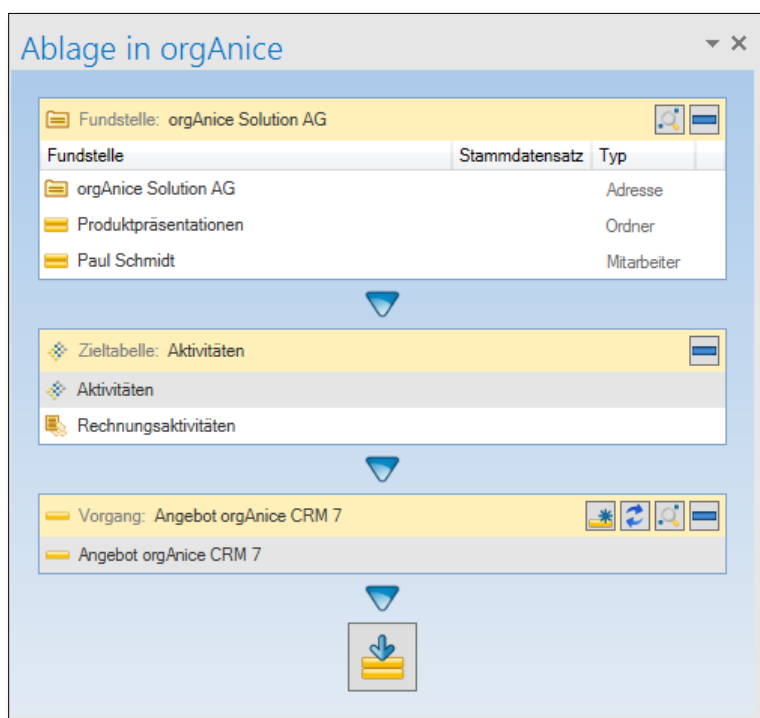 Ablage in orgAnice
Fundstelle: orgAnice Solution AG
Fundstelle Stammdatensatz Typ
orgAnice Solution AG Adresse
Produktpräsentationen Ordner
Paul Schmidt Mitarbeiter
Zieltabelle: Aktivitäten
Aktivitäten
Rechnungsaktivitäten
Vorgang: Angebot orgAnice CRM 7
Angebot orgAnice CRM 7